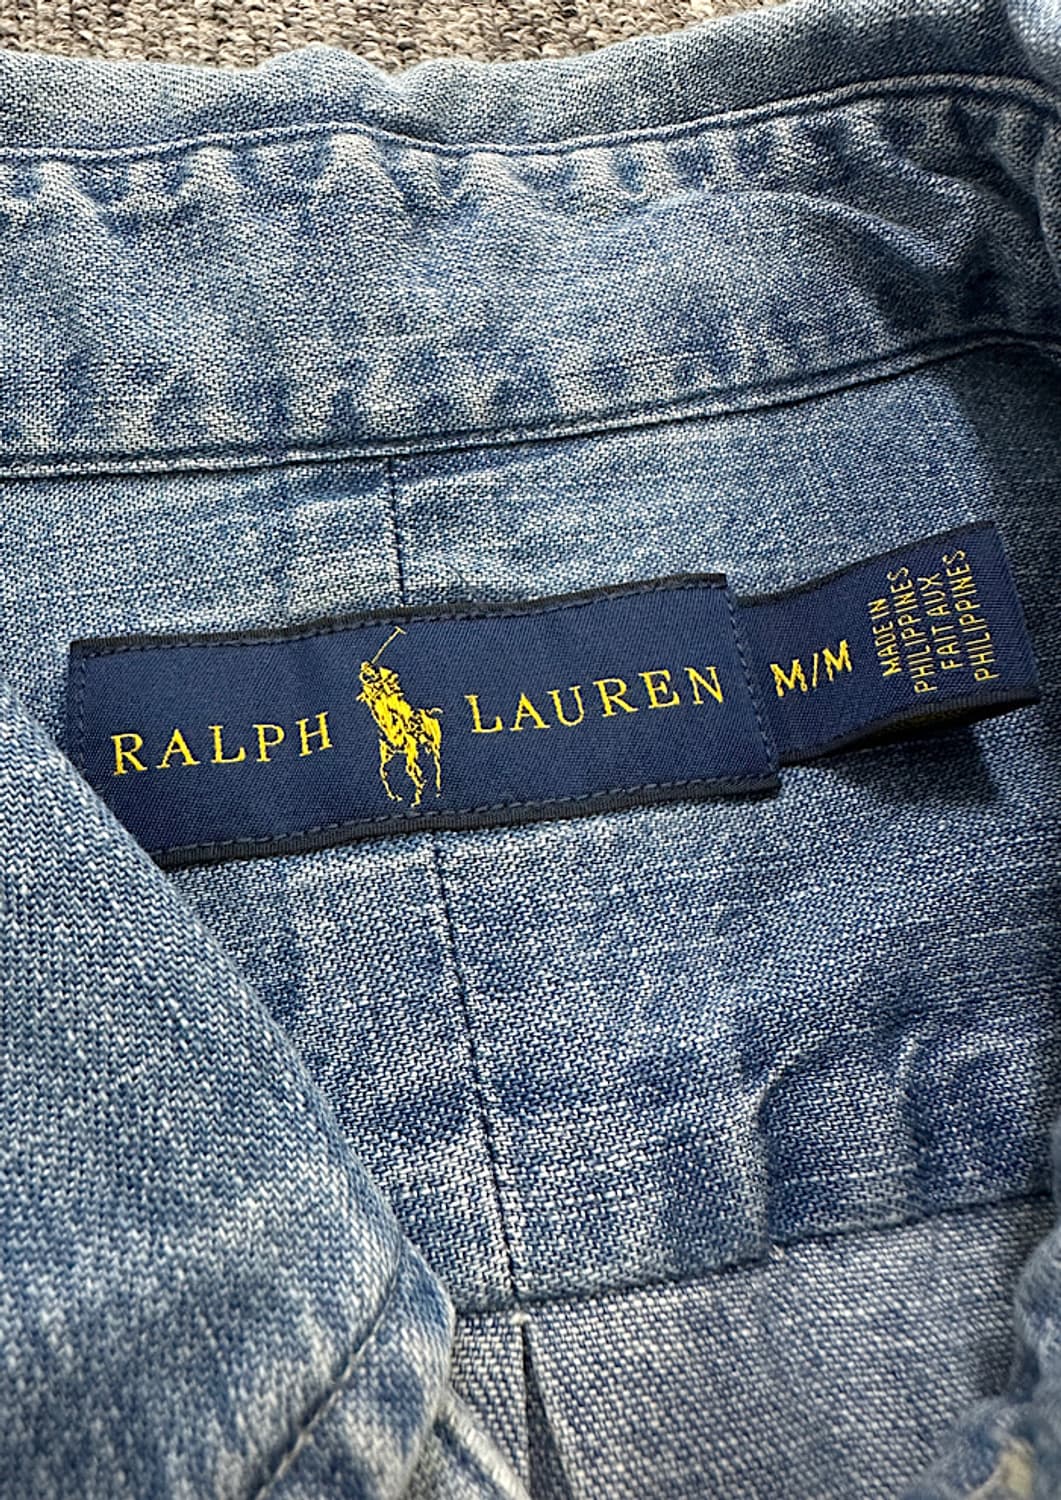 RALPH LAUREN
M/M
MADE IN
PHILIPPINES
FAIT AUX
PHILIPPINES